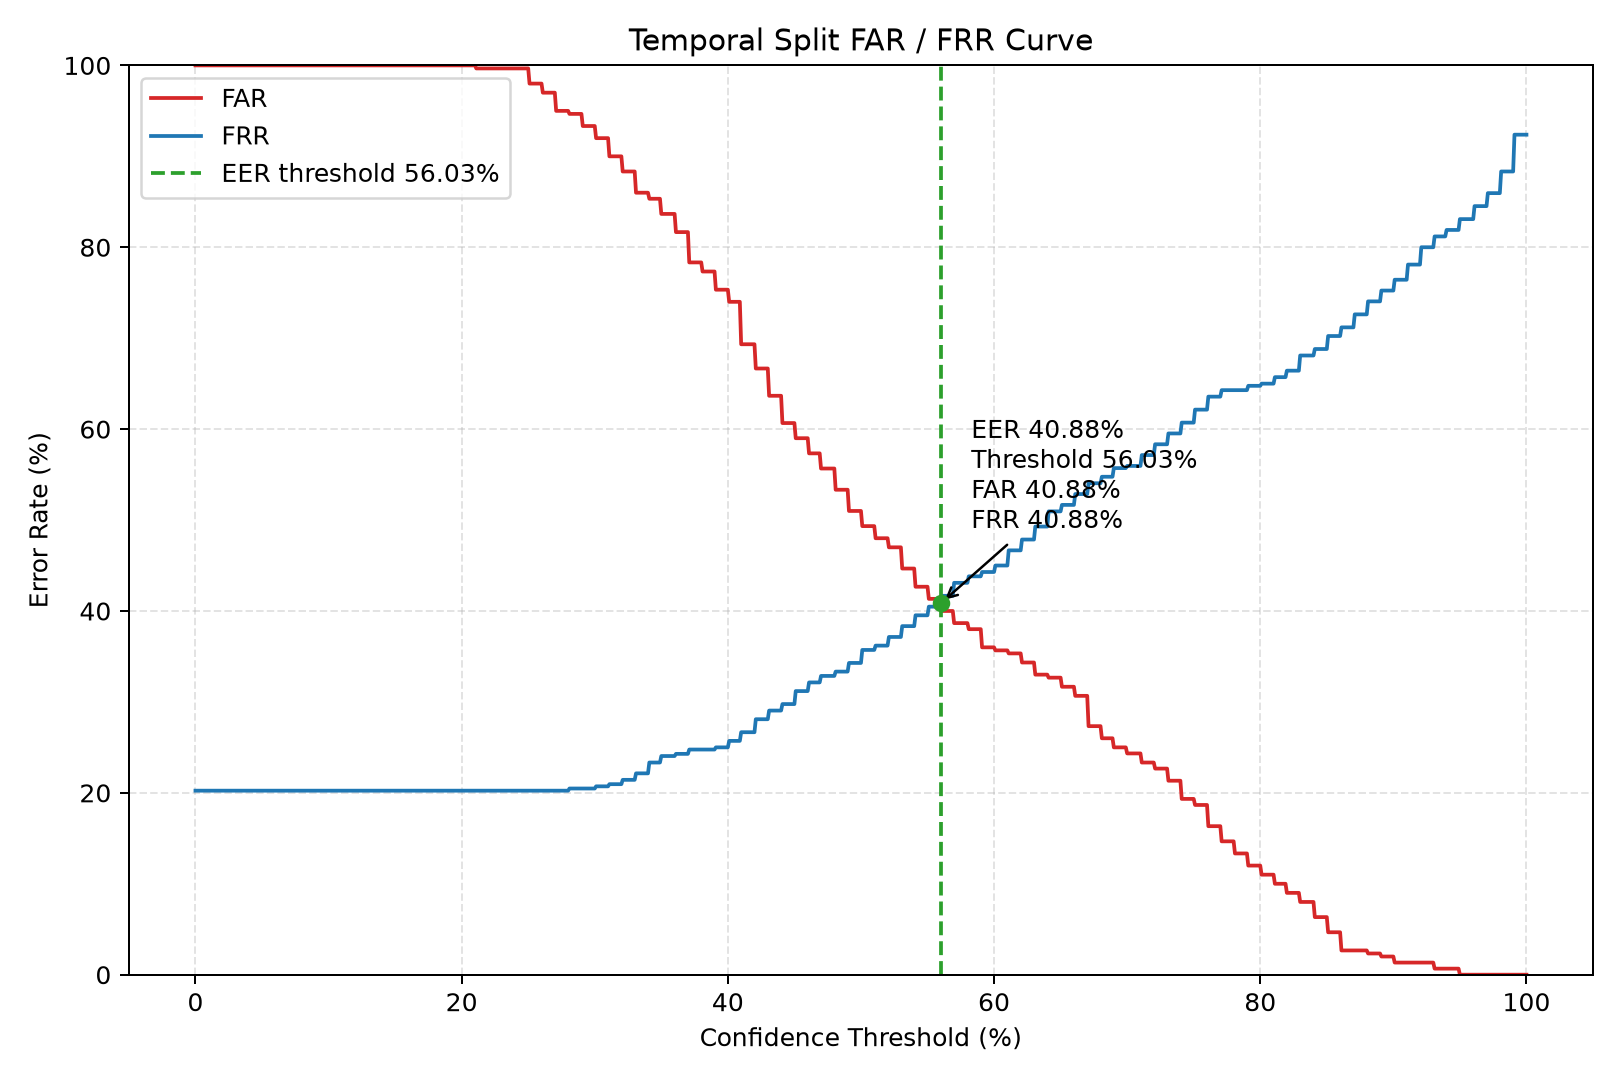 Temporal Split FAR / FRR Curve
100
80
60
40
20
0
Error Rate (%)
FAR
FRR
EER threshold 56.03%
EER 40.88%
Threshold 56.03%
FAR 40.88%
FRR 40.88%
0 20 40 60 80 100
Confidence Threshold (%)